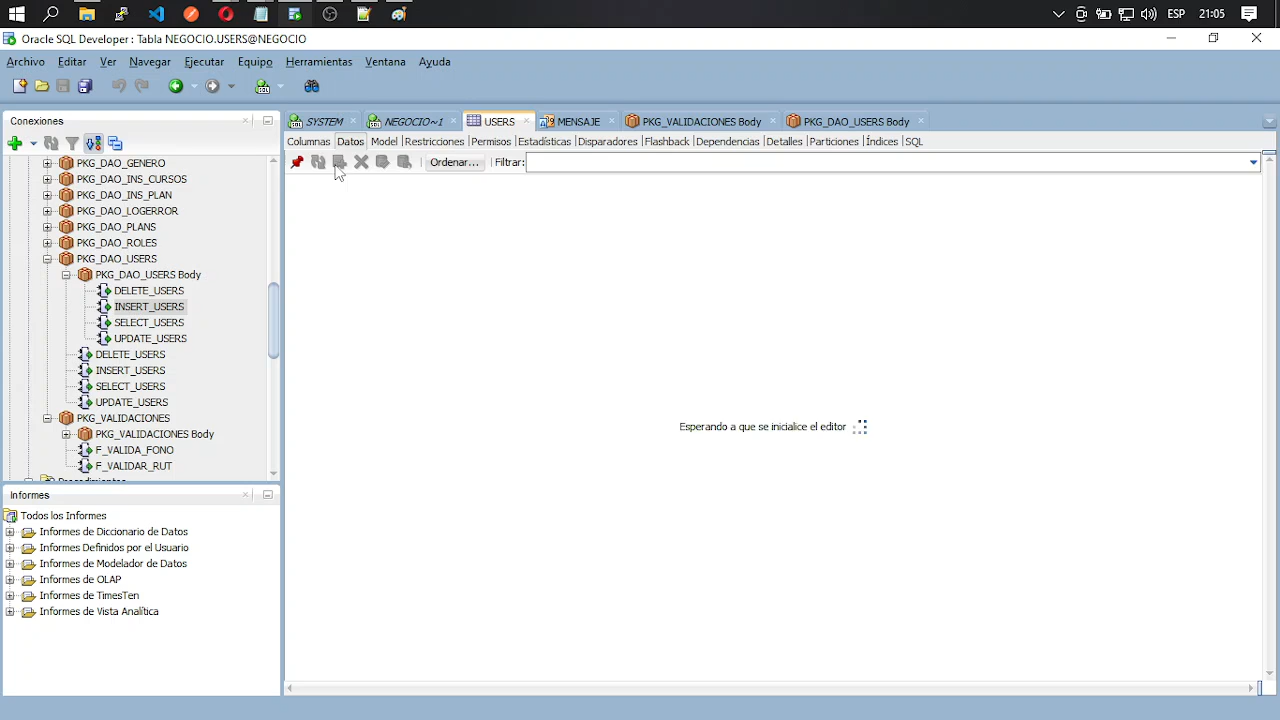 ESP 21:05
Oracle SQL Developer : Tabla NEGOCIO.USERS@NEGOCIO
Archivo Editar Ver Navegar Ejecutar Equipo Herramientas Ventana Ayuda
Conexiones
PKG_DAO_GENERO
PKG_DAO_INS_CURSOS
PKG_DAO_INS_PLAN
PKG_DAO_LOGERROR
PKG_DAO_PLANS
PKG_DAO_ROLES
PKG_DAO_USERS
PKG_DAO_USERS Body
DELETE_USERS
INSERT_USERS
SELECT_USERS
UPDATE_USERS
DELETE_USERS
INSERT_USERS
SELECT_USERS
UPDATE_USERS
PKG_VALIDACIONES
PKG_VALIDACIONES Body
F_VALIDA_FONO
F_VALIDAR_RUT
Informes
Todos los Informes
Informes de Diccionario de Datos
Informes Definidos por el Usuario
Informes de Modelador de Datos
Informes de OLAP
Informes de TimesTen
Informes de Vista Analítica
SYSTEM NEGOCIO~1 USERS MENSAJE PKG_VALIDACIONES Body PKG_DAO_USERS Body
Columnas Datos Model Restricciones Permisos Estadísticas Disparadores Flashback Dependencias Detalles Particiones Índices SQL
Ordenar... Filtrar:
Esperando a que se inicialice el editor